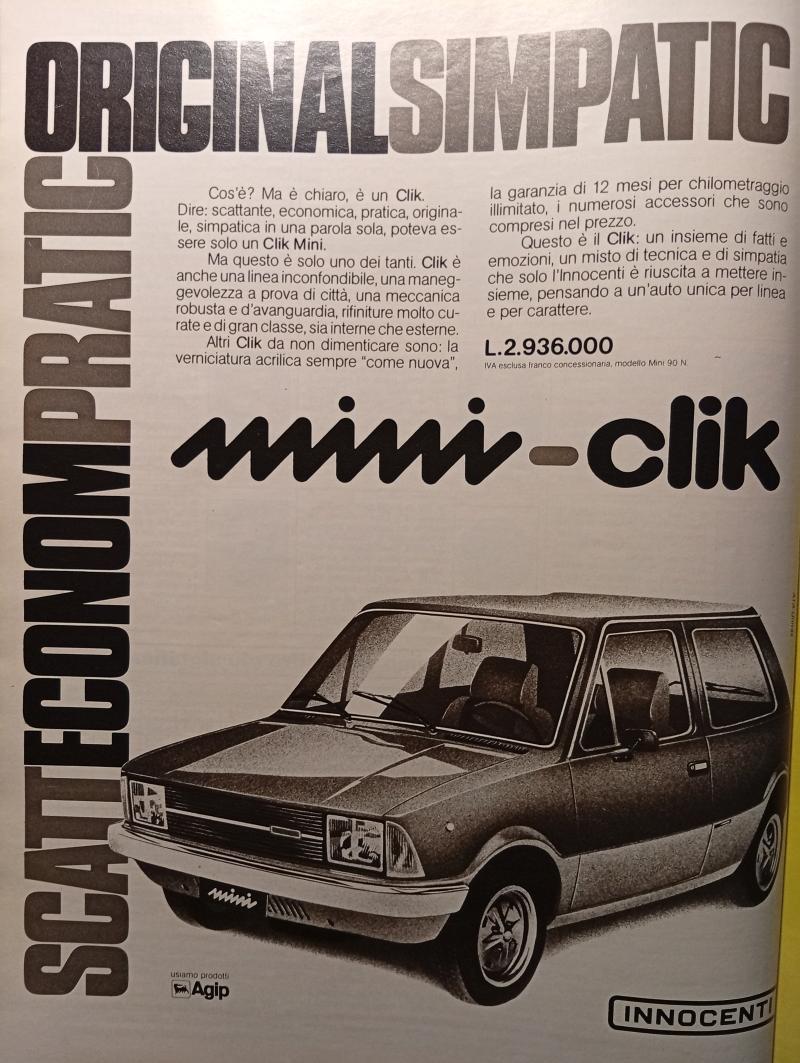 ORIGINALSIMPATIC
SCATTECONOMPRATIC
Cos'è? Ma è chiaro, è un Clik.
Dire: scattante, economica, pratica, origina-
le, simpatica in una parola sola, poteva es-
sere solo un Clik Mini.
Ma questo è solo uno dei tanti. Clik è
anche una linea inconfondibile, una maneg-
gevolezza a prova di città, una meccanica
robusta e d'avanguardia, rifiniture molto cu-
rate e di gran classe, sia interne che esterne.
Altri Clik da non dimenticare sono: la
verniciatura acrilica sempre "come nuova",
la garanzia di 12 mesi per chilometraggio
illimitato, i numerosi accessori che sono
compresi nel prezzo.
Questo è il Clik: un insieme di fatti e
emozioni, un misto di tecnica e di simpatia
che solo l'Innocenti è riuscita a mettere in-
sieme, pensando a un'auto unica per linea
e per carattere.
L.2.936.000
IVA esclusa franco concessionaria, modello Mini 90 N.
mini-clik
mini
usiamo prodotti
Agip
INNOCENTI